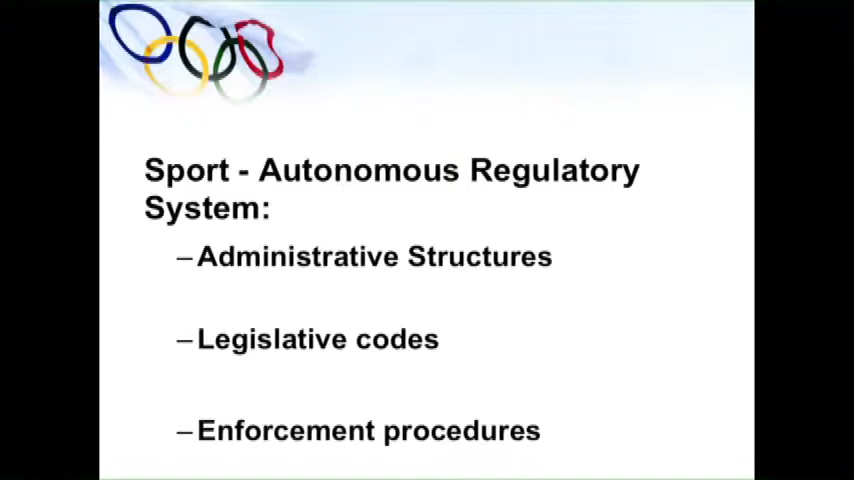 Sport - Autonomous Regulatory
System:
–Administrative Structures
–Legislative codes
–Enforcement procedures